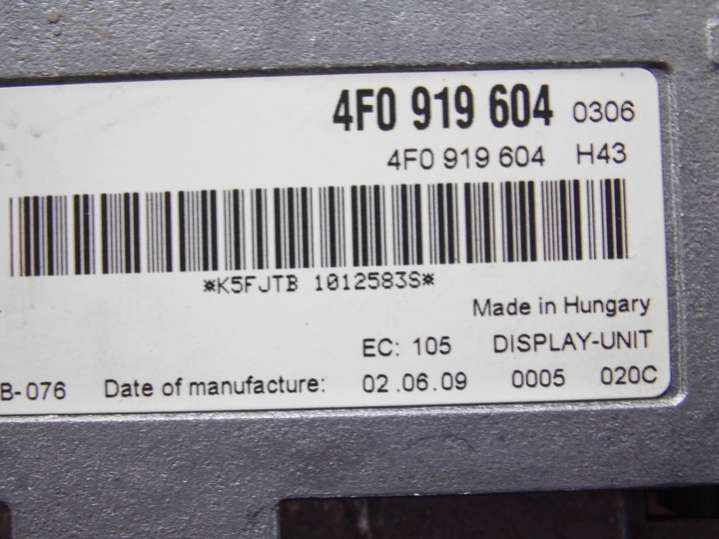 4F0 919 604 0306
4F0 919 604 H43
*K5FJTB 1012583S*
Made in Hungary
EC: 105 DISPLAY-UNIT
B-076 Date of manufacture: 02.06.09 0005 020C